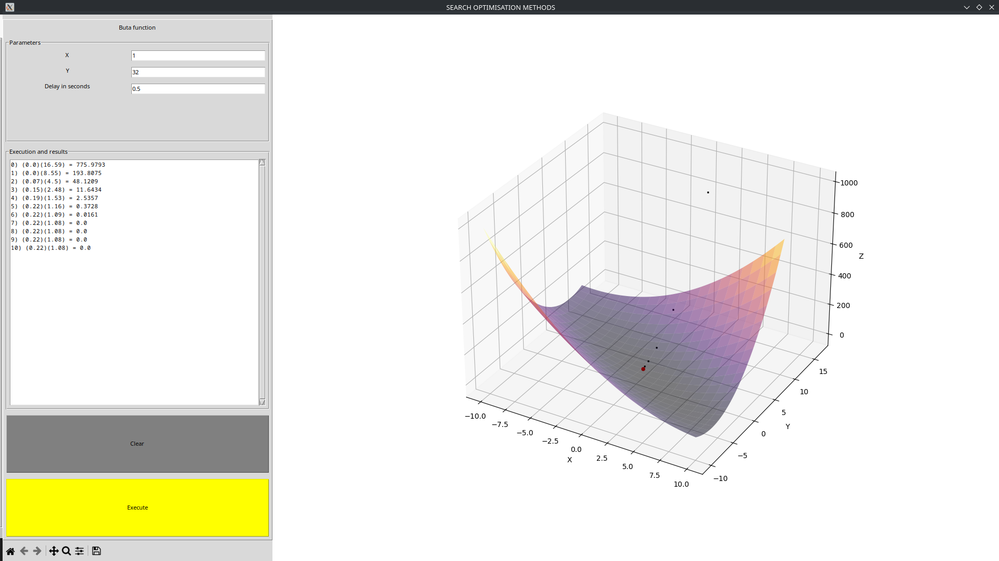 SEARCH OPTIMISATION METHODS
Buta function
Parameters
X 1
Y 32
Delay in seconds 0.5
Execution and results
0) (0.0)(16.59) = 775.9793
1) (0.0)(8.55) = 193.8075
2) (0.07)(4.5) = 48.1209
3) (0.15)(2.48) = 11.6434
4) (0.19)(1.53) = 2.5357
5) (0.22)(1.16) = 0.3728
6) (0.22)(1.09) = 0.0161
7) (0.22)(1.08) = 0.0
8) (0.22)(1.08) = 0.0
9) (0.22)(1.08) = 0.0
10) (0.22)(1.08) = 0.0
Clear
Execute
1000
800
600
Z
400
200
0
15
10
5
Y
0
−5
−10
−10.0
−7.5
−5.0
−2.5
0.0
X
2.5
5.0
7.5
10.0